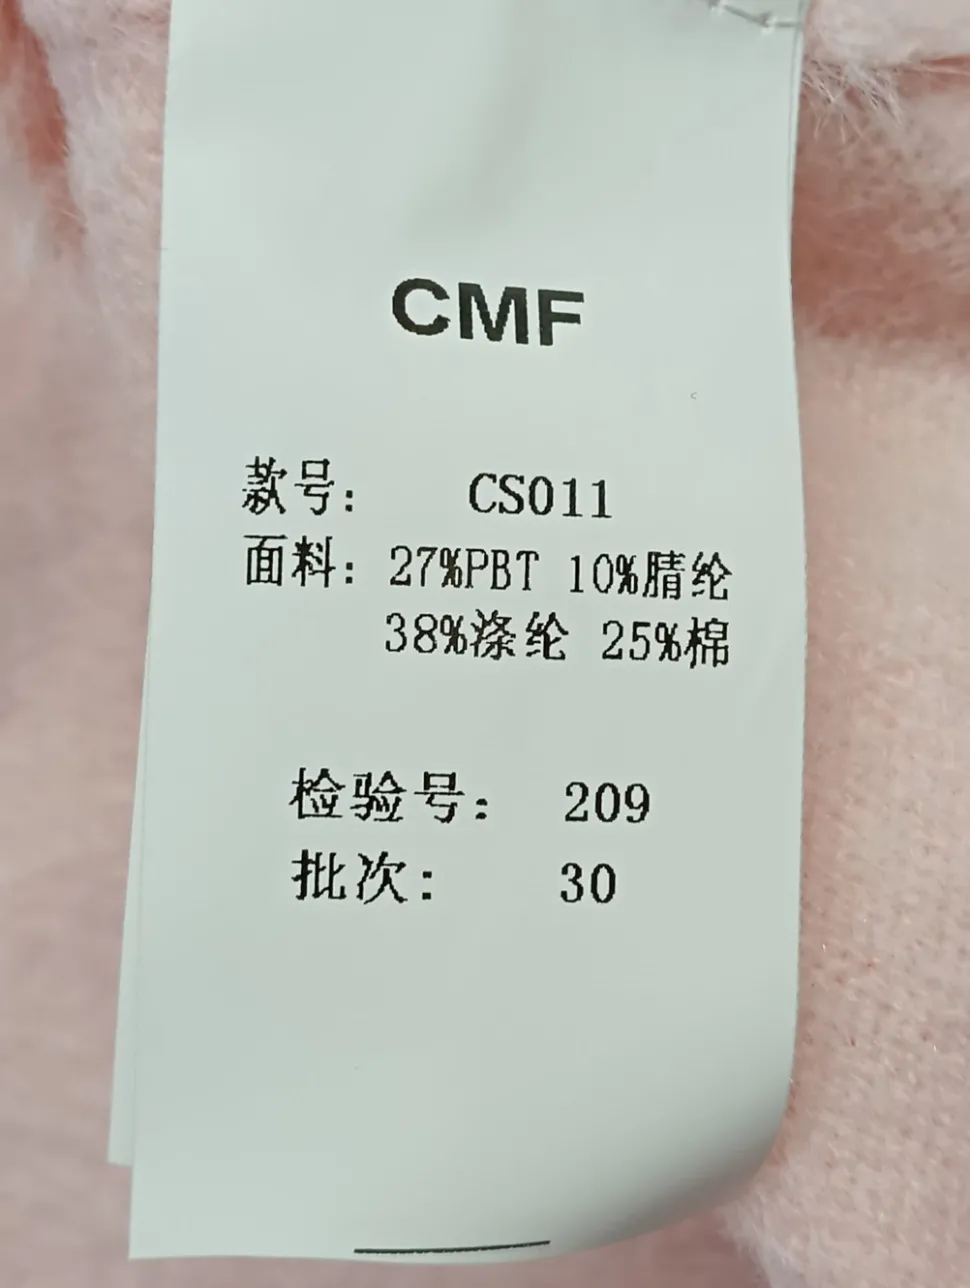 CMF
款号： CS011
面料：27%PBT 10%腈纶
38%涤纶 25%棉
检验号： 209
批次： 30